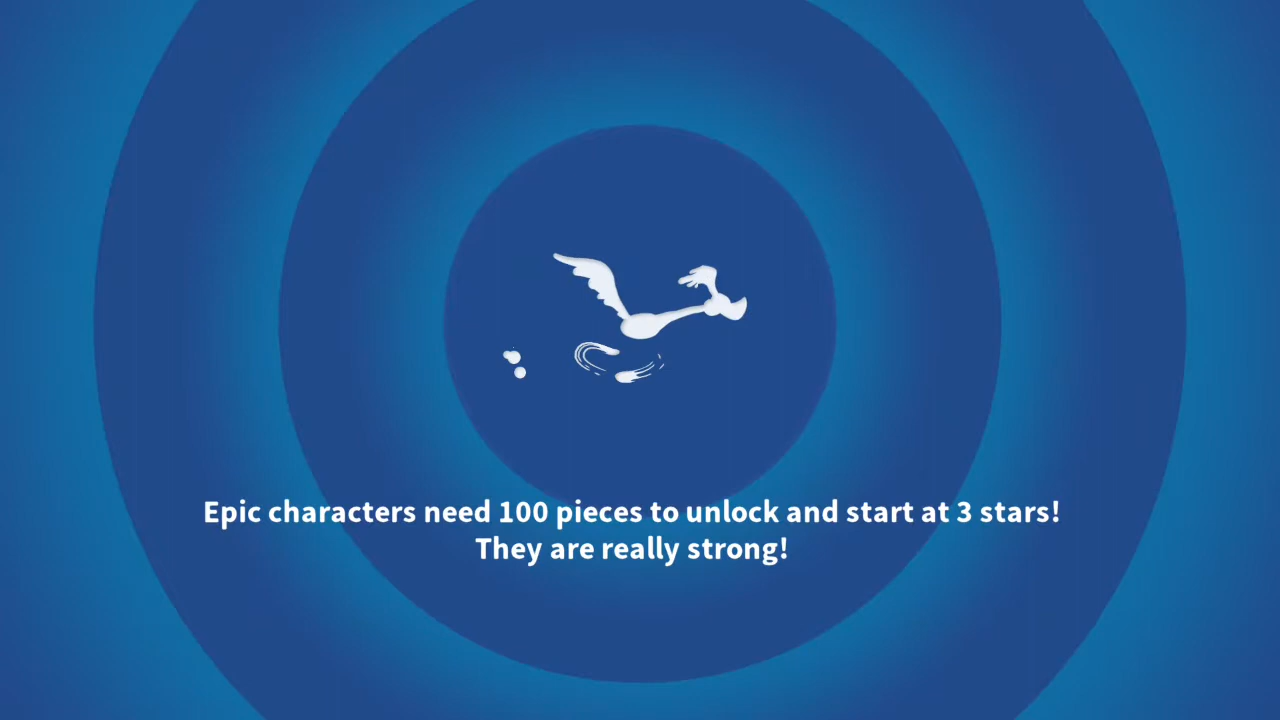 Epic characters need 100 pieces to unlock and start at 3 stars!
They are really strong!